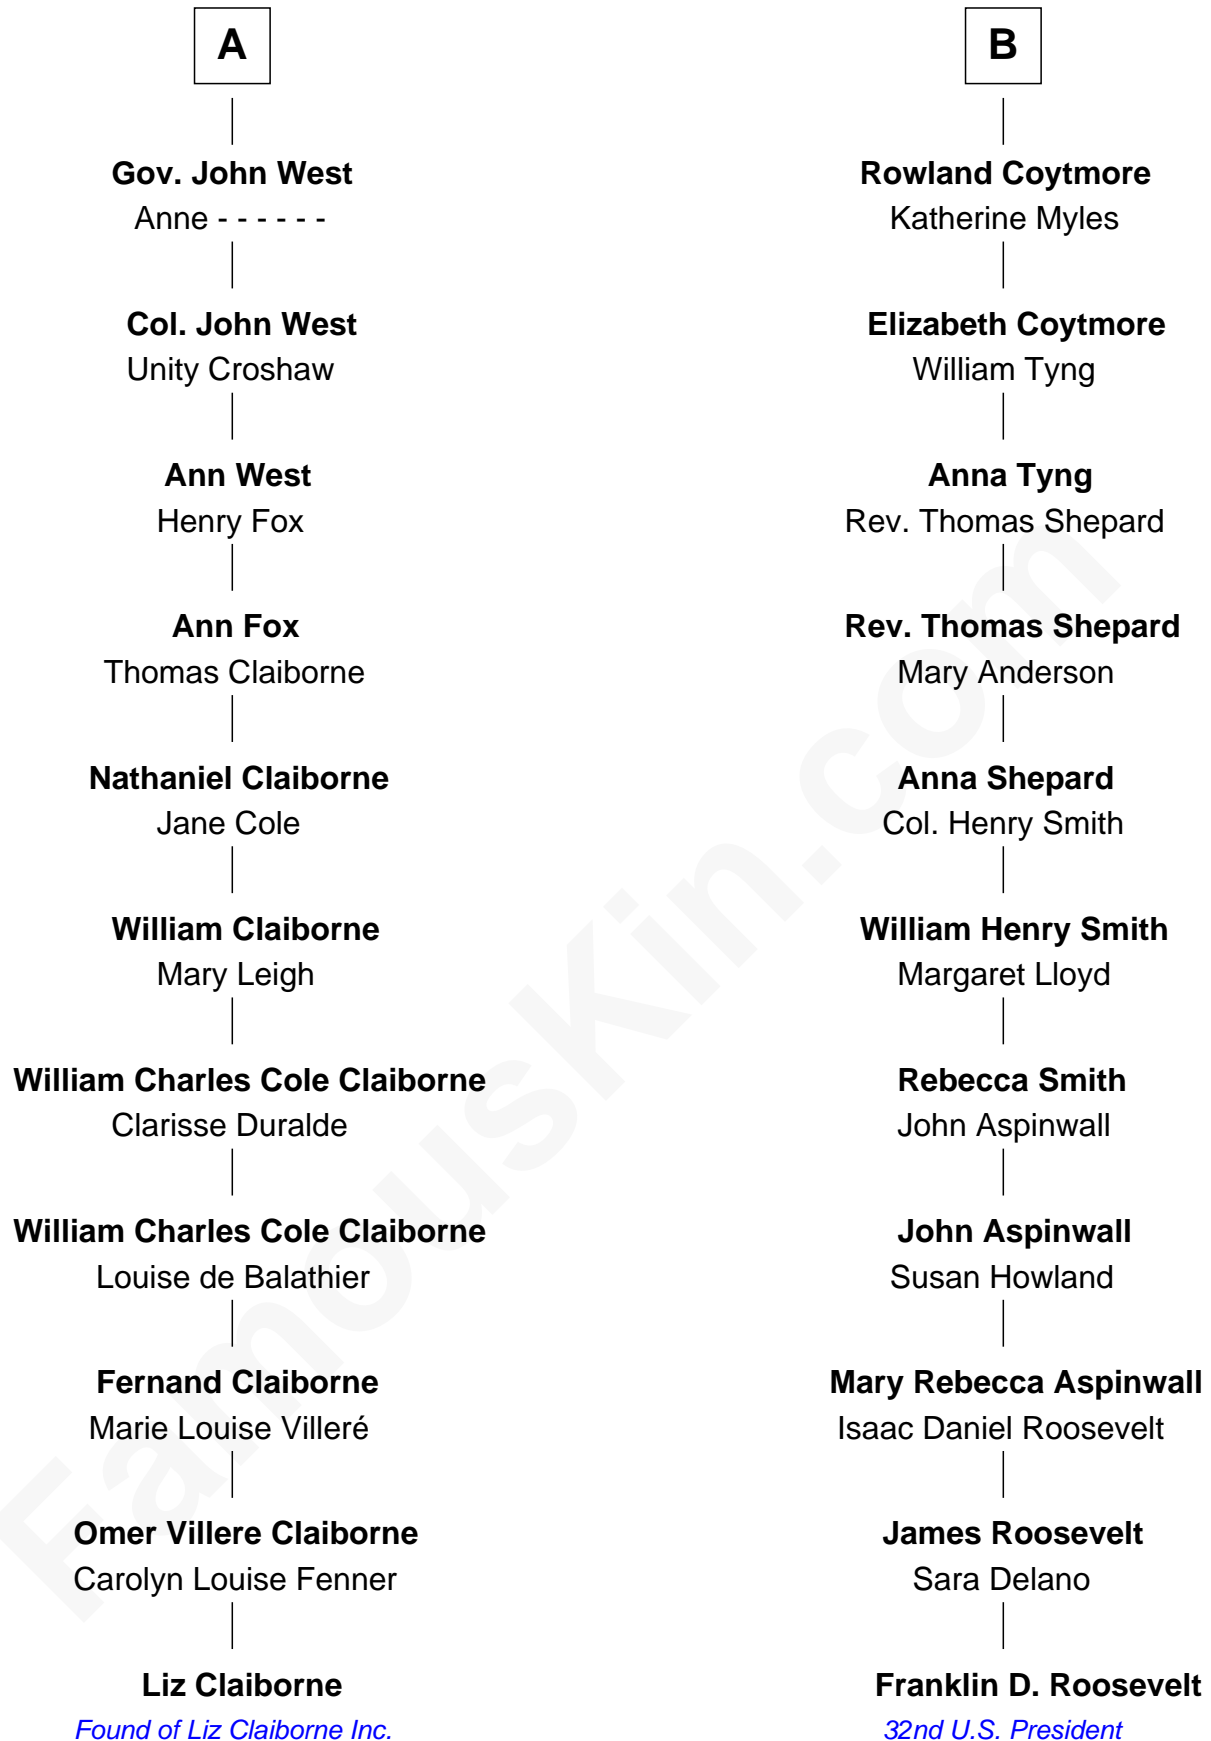 A
Gov. John West
Anne - - - - - -
Col. John West
Unity Croshaw
Ann West
Henry Fox
Ann Fox
Thomas Claiborne
Nathaniel Claiborne
Jane Cole
William Claiborne
Mary Leigh
William Charles Cole Claiborne
Clarisse Duralde
William Charles Cole Claiborne
Louise de Balathier
Fernand Claiborne
Marie Louise Villeré
Omer Villere Claiborne
Carolyn Louise Fenner
Liz Claiborne
Found of Liz Claiborne Inc.
B
Rowland Coytmore
Katherine Myles
Elizabeth Coytmore
William Tyng
Anna Tyng
Rev. Thomas Shepard
Rev. Thomas Shepard
Mary Anderson
Anna Shepard
Col. Henry Smith
William Henry Smith
Margaret Lloyd
Rebecca Smith
John Aspinwall
John Aspinwall
Susan Howland
Mary Rebecca Aspinwall
Isaac Daniel Roosevelt
James Roosevelt
Sara Delano
Franklin D. Roosevelt
32nd U.S. President
FamousKin.com